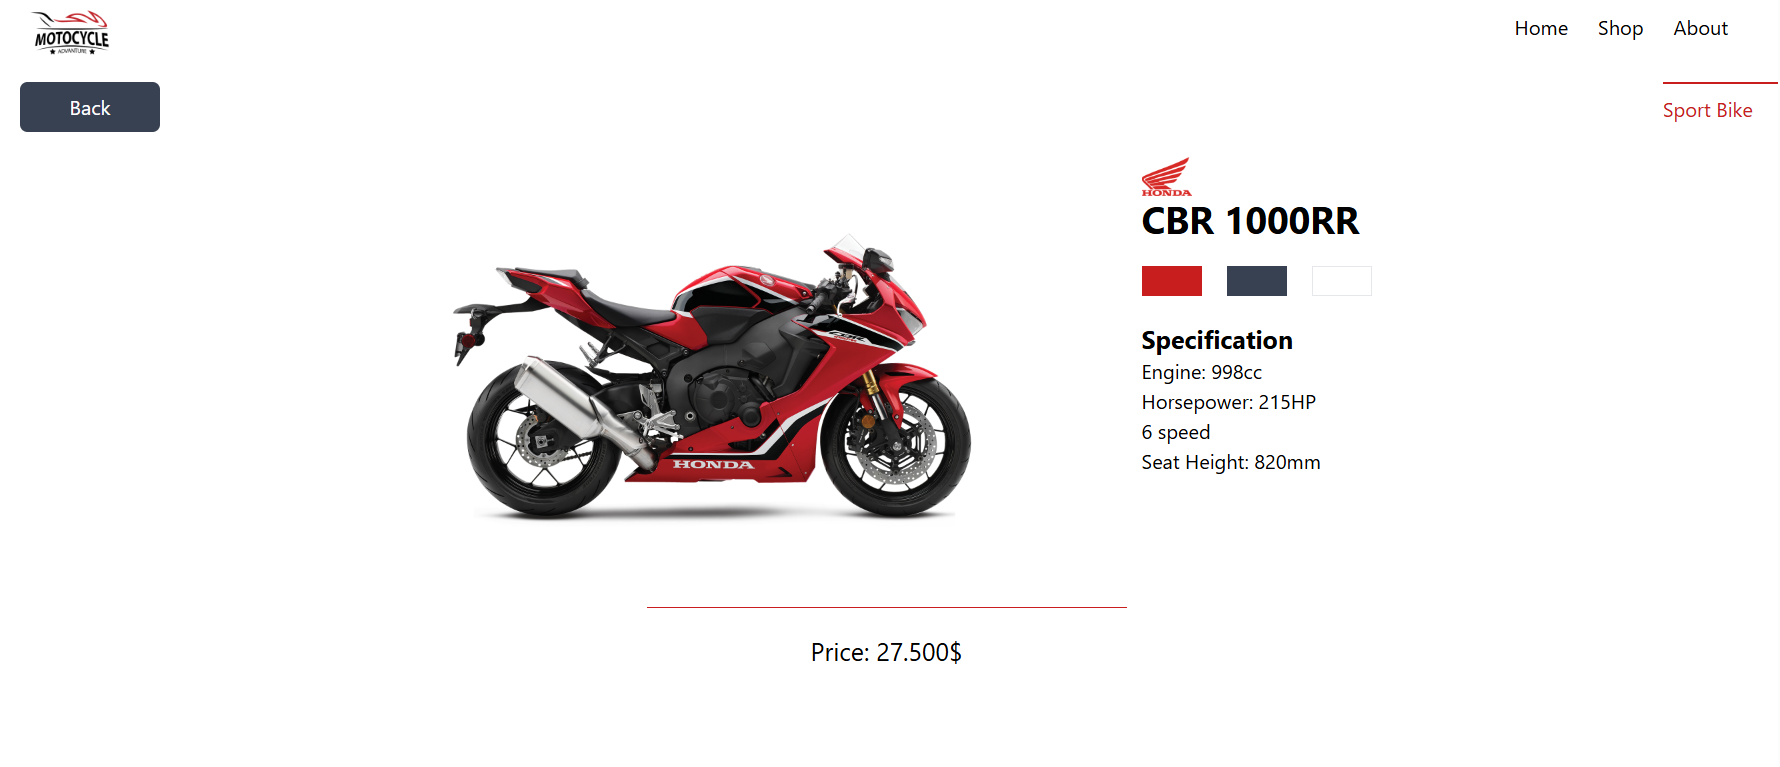 MOTOCYCLE
ADVANTURE
Home Shop About
Back
Sport Bike
HONDA
CBR 1000RR
Specification
Engine: 998cc
Horsepower: 215HP
6 speed
Seat Height: 820mm
HONDA
Price: 27.500$